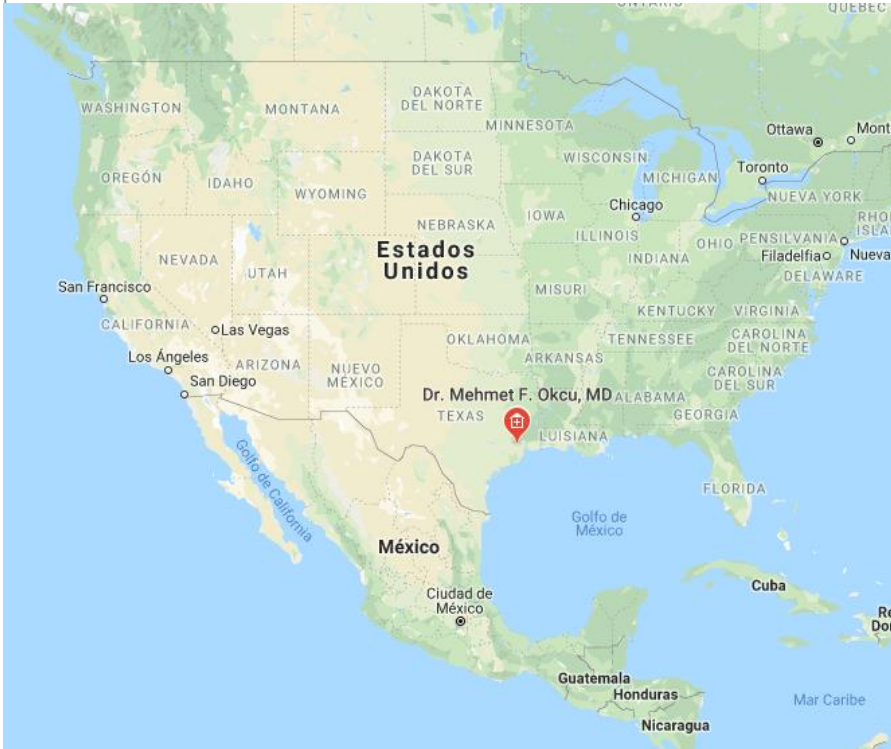 ONTARIO
QUEBEC
WASHINGTON
MONTANA
DAKOTA
DEL NORTE
MINNESOTA
Ottawa
Mont
OREGÓN
IDAHO
WYOMING
DAKOTA
DEL SUR
WISCONSIN
MICHIGAN
Toronto
NUEVA YORK
NEBRASKA
IOWA
Chicago
ILLINOIS
INDIANA
OHIO
PENSILVANIA
RHO
ISLA
Filadelfia
Nueva
DELAWARE
NEVADA
UTAH
Estados
Unidos
MISURI
KENTUCKY
VIRGINIA
San Francisco
CALIFORNIA
Las Vegas
OKLAHOMA
ARKANSAS
TENNESSEE
CAROLINA
DEL NORTE
Los Ángeles
San Diego
ARIZONA
NUEVO
MÉXICO
CAROLINA
DEL SUR
Dr. Mehmet F. Okcu, MD
TEXAS
ALABAMA
GEORGIA
LUISIANA
Golfo de California
FLORIDA
Golfo de
México
México
Ciudad de
México
Cuba
Re
Dor
Guatemala
Honduras
Nicaragua
Mar Caribe